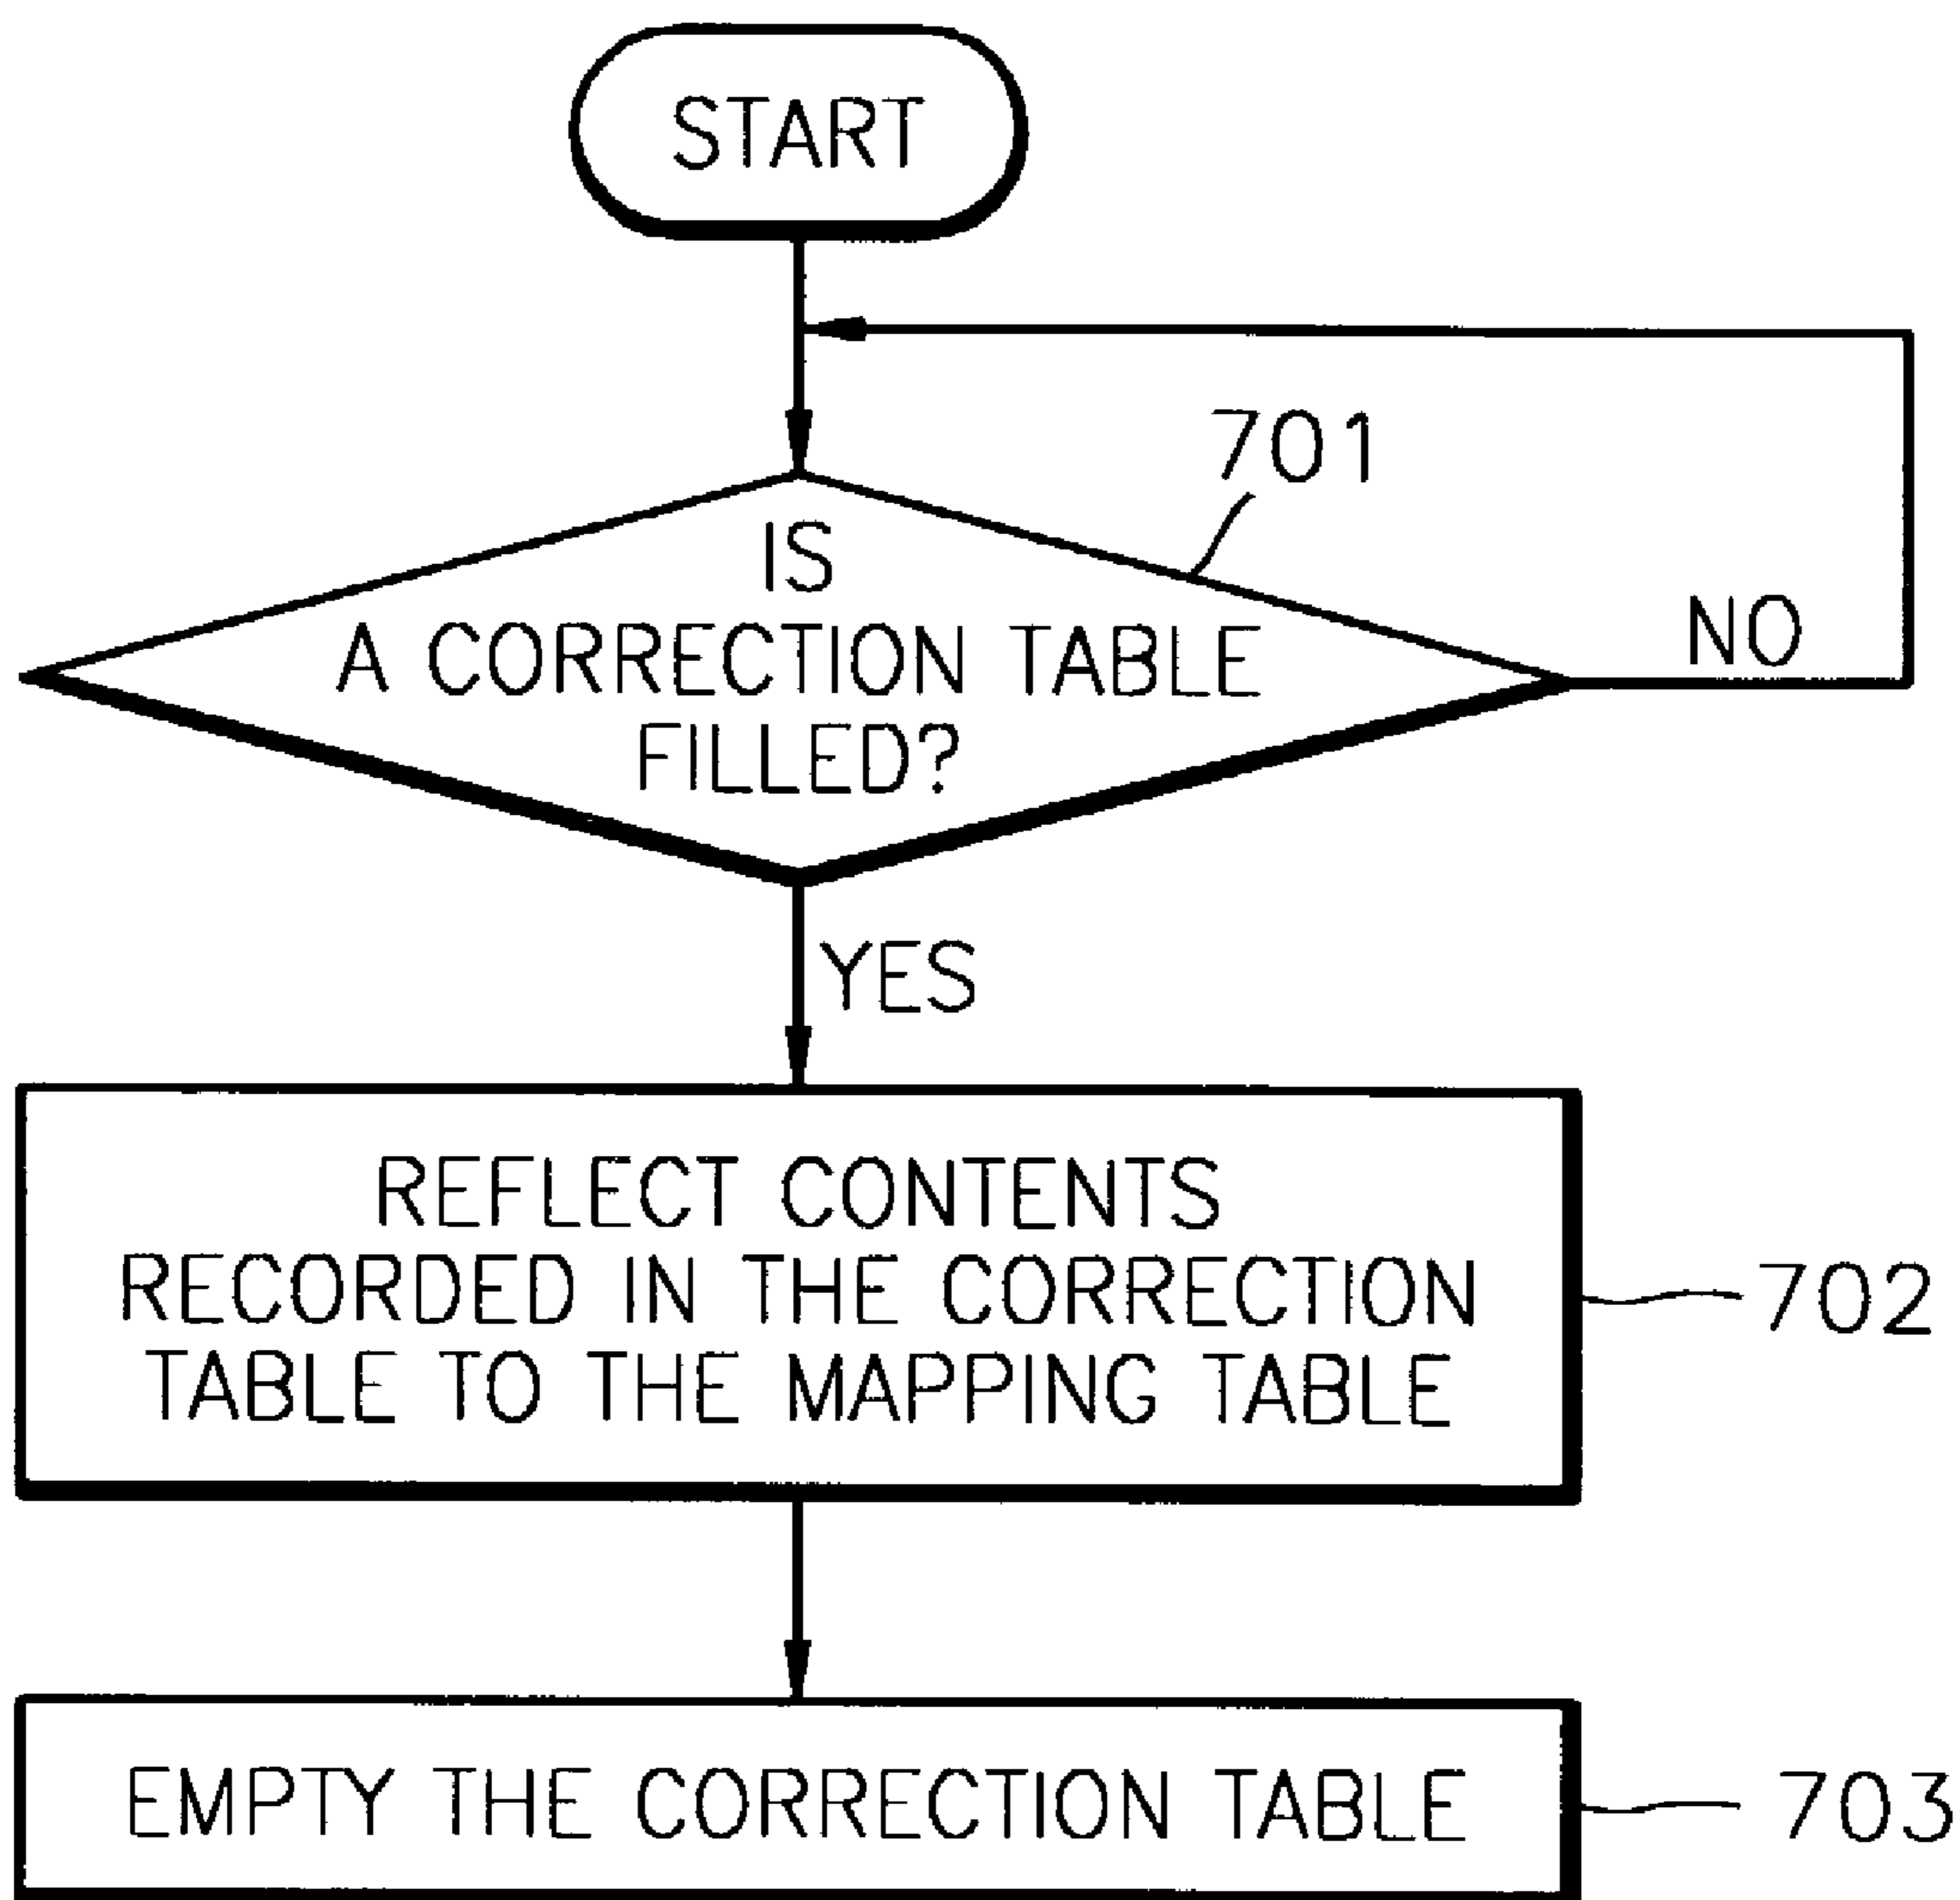 START
701
IS
A CORRECTION TABLE
FILLED?
NO
YES
REFLECT CONTENTS
RECORDED IN THE CORRECTION
TABLE TO THE MAPPING TABLE
702
EMPTY THE CORRECTION TABLE
703